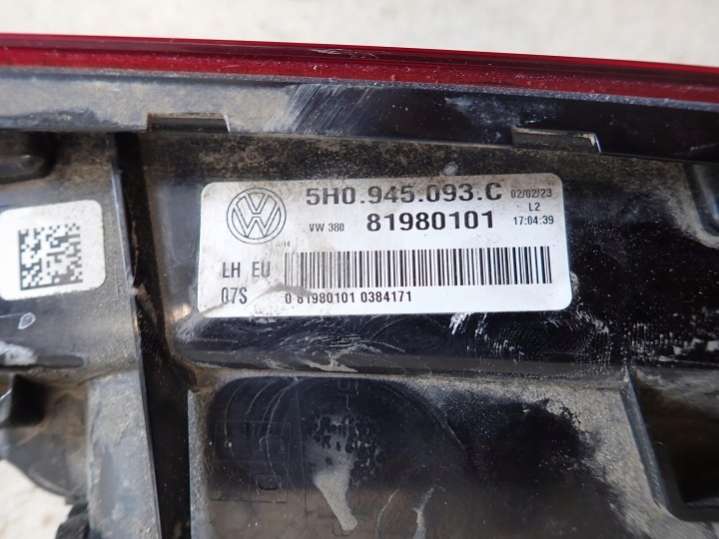 5H0.945.093.C
02/02/23
L2
VW 380
81980101
17:04:39
LH EU
07S
0 81980101 0384171